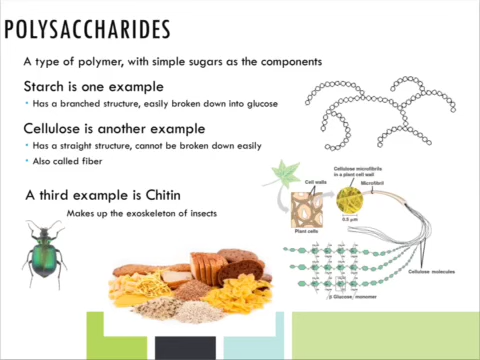 POLYSACCHARIDES
A type of polymer, with simple sugars as the components
Starch is one example
Has a branched structure, easily broken down into glucose
Cellulose is another example
Has a straight structure, cannot be broken down easily
Also called fiber
A third example is Chitin
Makes up the exoskeleton of insects
Cell walls
Cellulose microfibrils
in a plant cell wall
Microfibril
0.5 µm
Plant cells
Cellulose molecules
β Glucose monomer